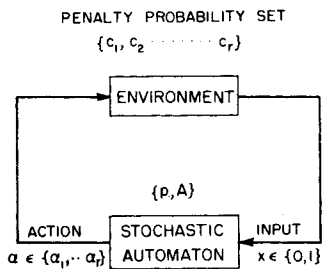 PENALTY PROBABILITY SET
{c₁, c₂ ········ cᵣ}
ENVIRONMENT
{p, A}
ACTION
α ∈ {α₁,·· αᵣ}
STOCHASTIC
AUTOMATON
INPUT
x ∈ {0,1}